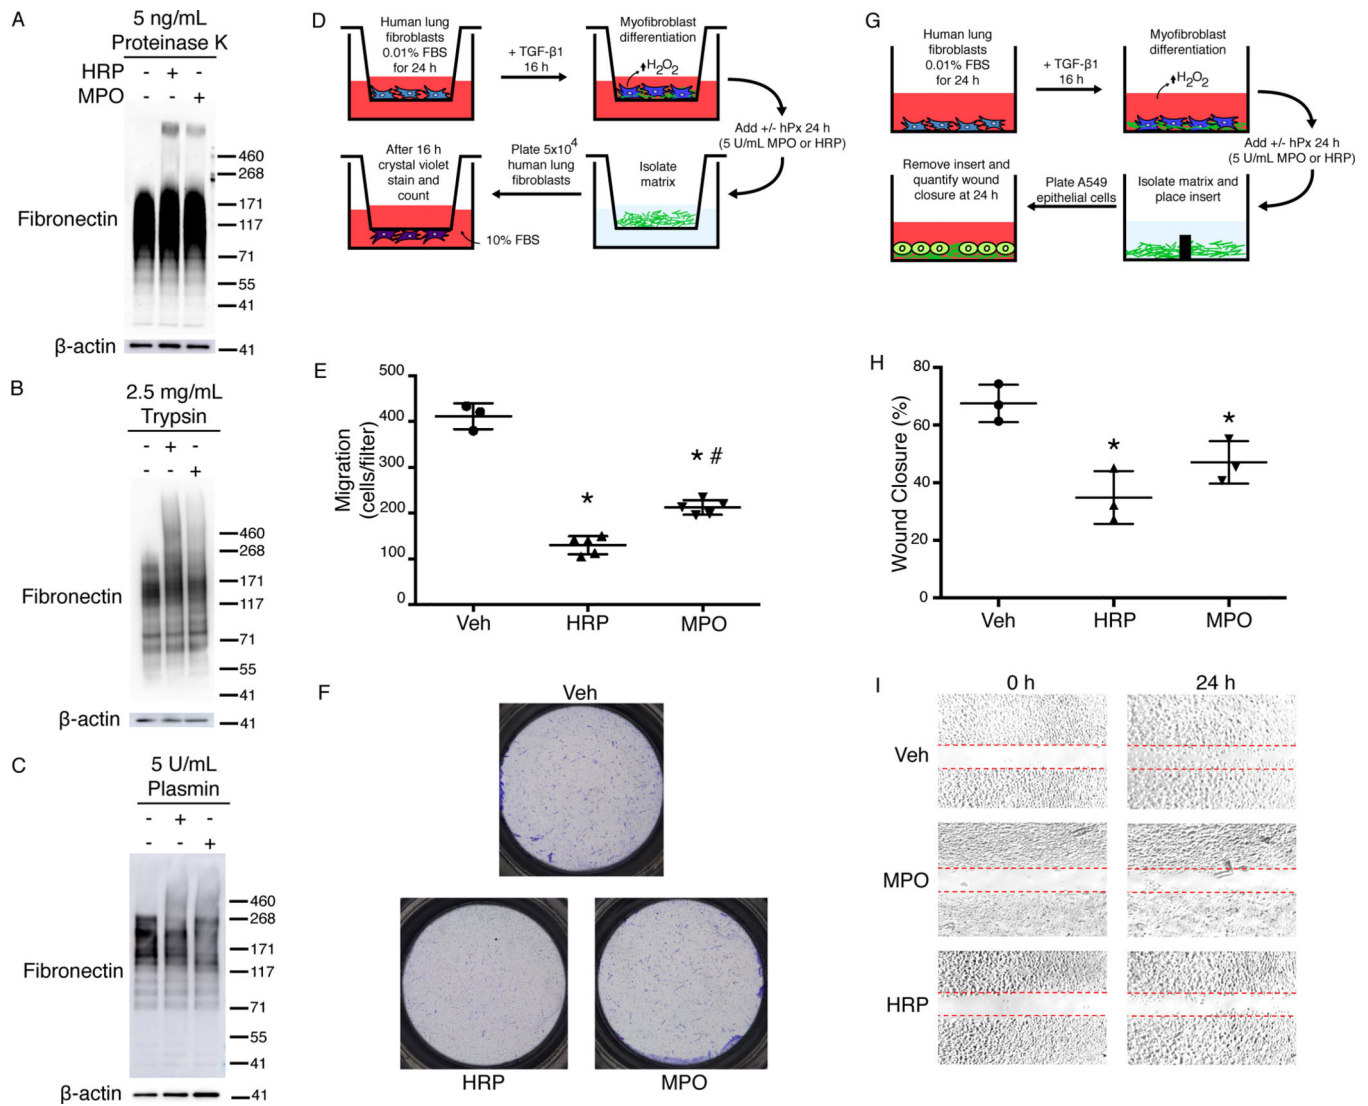 A
5 ng/mL
Proteinase K
HRP - + -
MPO - - +
460
268
171
117
71
55
41
Fibronectin
β-actin
41
B
2.5 mg/mL
Trypsin
- + -
- - +
460
268
171
117
71
55
41
Fibronectin
β-actin
41
C
5 U/mL
Plasmin
- + -
- - +
460
268
171
117
71
55
41
Fibronectin
β-actin
41
D
Human lung
fibroblasts
0.01% FBS
for 24 h
+ TGF-β1
16 h
Myofibroblast
differentiation
H2O2
Add +/- hPx 24 h
(5 U/mL MPO or HRP)
Isolate
matrix
Plate 5x10⁴
human lung
fibroblasts
After 16 h
crystal violet
stain and
count
10% FBS
E
Migration
(cells/filter)
500
400
300
200
100
0
*
* #
Veh
HRP
MPO
F
Veh
HRP
MPO
G
Human lung
fibroblasts
0.01% FBS
for 24 h
+ TGF-β1
16 h
Myofibroblast
differentiation
H2O2
Add +/- hPx 24 h
(5 U/mL MPO or HRP)
Isolate matrix and
place insert
Plate A549
epithelial cells
Remove insert and
quantify wound
closure at 24 h
H
Wound Closure (%)
80
60
40
20
0
*
*
Veh
HRP
MPO
I
0 h
24 h
Veh
MPO
HRP